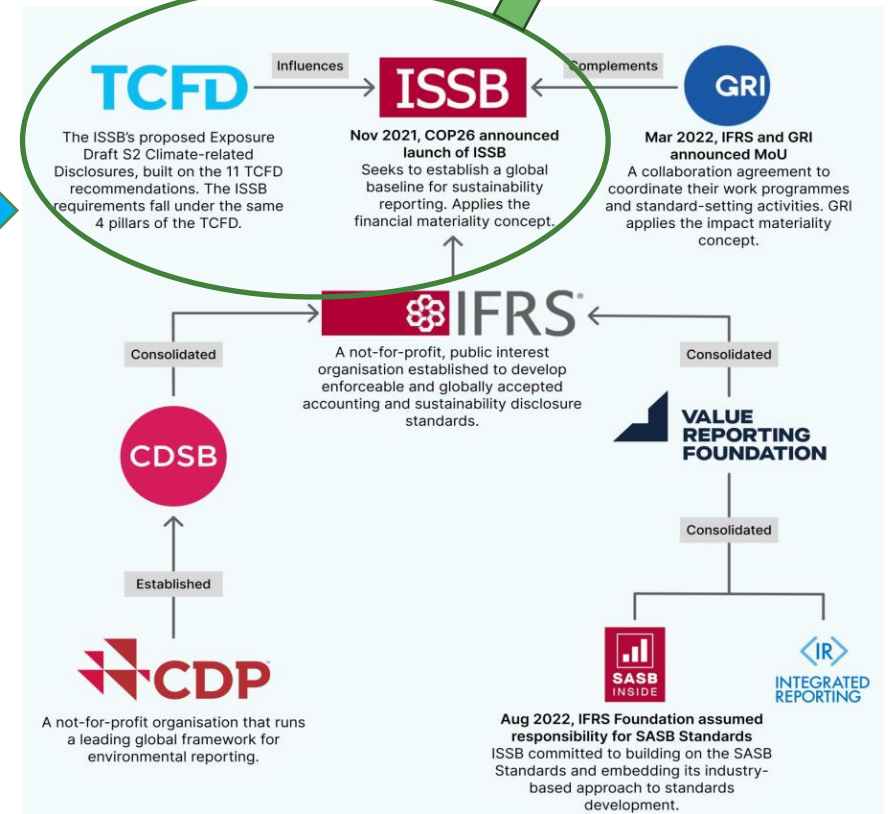 Influences
Complements
TCFD
ISSB
GRI
The ISSB's proposed Exposure
Draft S2 Climate-related
Disclosures, built on the 11 TCFD
recommendations. The ISSB
requirements fall under the same
4 pillars of the TCFD.
Nov 2021, COP26 announced
launch of ISSB
Seeks to establish a global
baseline for sustainability
reporting. Applies the
financial materiality concept.
Mar 2022, IFRS and GRI
announced MoU
A collaboration agreement to
coordinate their work programmes
and standard-setting activities. GRI
applies the impact materiality
concept.
IFRS®
A not-for-profit, public interest
organisation established to develop
enforceable and globally accepted
accounting and sustainability disclosure
standards.
Consolidated
Consolidated
CDSB
VALUE
REPORTING
FOUNDATION
Consolidated
Established
CDP™
A not-for-profit organisation that runs
a leading global framework for
environmental reporting.
SASB
INSIDE
<IR>
INTEGRATED
REPORTING
Aug 2022, IFRS Foundation assumed
responsibility for SASB Standards
ISSB committed to building on the SASB
Standards and embedding its industry-
based approach to standards
development.